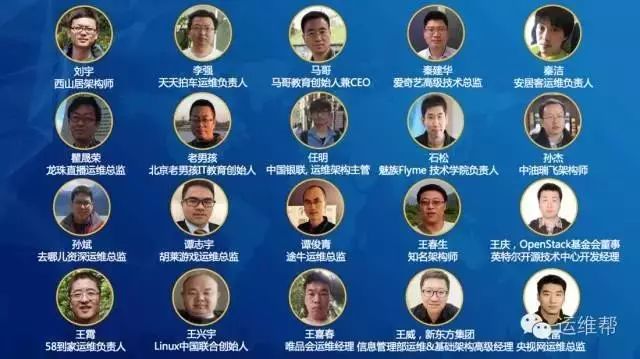 刘宇
西山居架构师
李强
天天拍车运维负责人
马哥
马哥教育创始人兼CEO
秦建华
爱奇艺高级技术总监
秦洁
安居客运维负责人
瞿晟荣
龙珠直播运维总监
老男孩
北京老男孩IT教育创始人
任明
中国银联, 运维架构主管
石松
魅族Flyme 技术学院负责人
孙杰
中油瑞飞架构师
孙斌
去哪儿资深运维总监
谭志宇
胡莱游戏运维总监
谭俊青
途牛运维总监
王春生
知名架构师
王庆，OpenStack基金会董事
英特尔开源技术中心开发经理
王霄
58到家运维负责人
王兴宇
Linux中国联合创始人
王嘉春
唯品会运维经理
王威，新东方集团
信息管理部运维&基础架构高级经理
央视网运维总监
运维帮